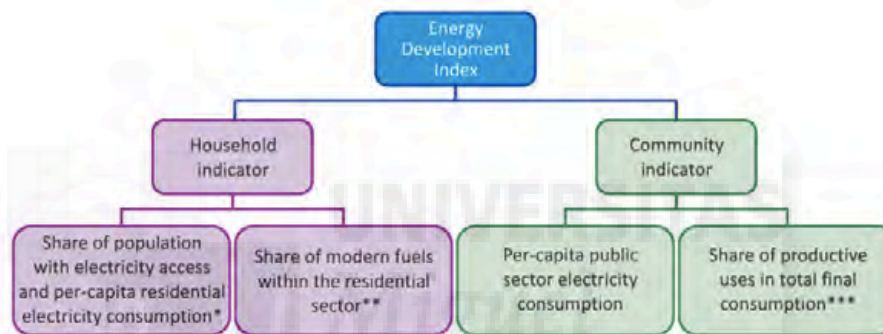 Energy
Development
Index
Household
indicator
Community
indicator
Share of population
with electricity access
and per-capita residential
electricity consumption*
Share of modern fuels
within the residential
sector**
Per-capita public
sector electricity
consumption
Share of productive
uses in total final
consumption***
UNIVERSITAS